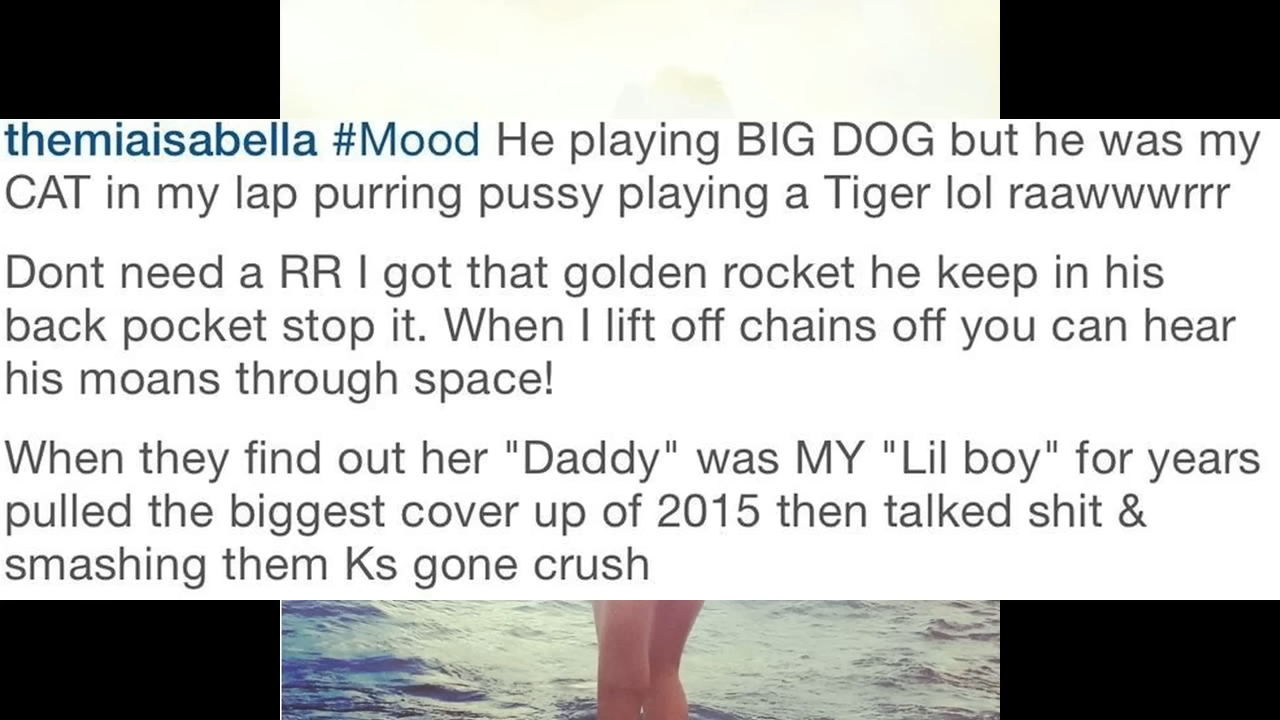 themiaisabella #Mood He playing BIG DOG but he was my
CAT in my lap purring pussy playing a Tiger lol raawwwrrr
Dont need a RR I got that golden rocket he keep in his
back pocket stop it. When I lift off chains off you can hear
his moans through space!
When they find out her "Daddy" was MY "Lil boy" for years
pulled the biggest cover up of 2015 then talked shit &
smashing them Ks gone crush